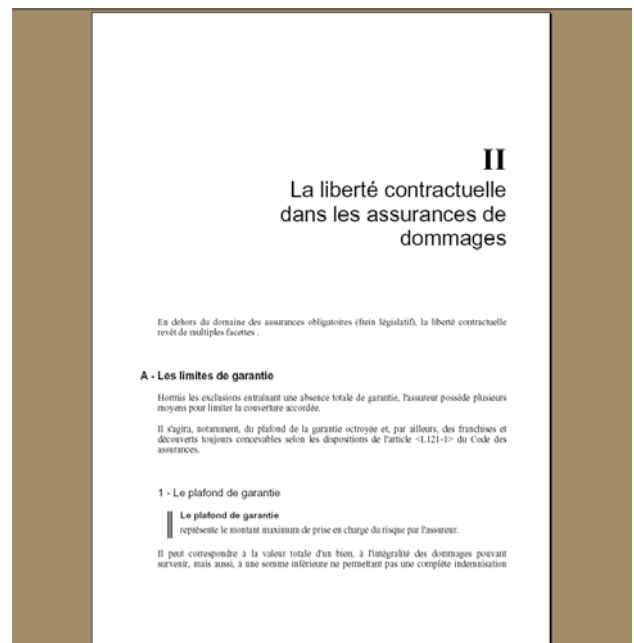 II
La liberté contractuelle
dans les assurances de
dommages
En dehors du domaine des assurances obligatoires (frein législatif), la liberté contractuelle
revêt de multiples facettes .
A - Les limites de garantie
Hormis les exclusions entraînant une absence totale de garantie, l'assureur possède plusieurs
moyens pour limiter la couverture accordée.
Il s'agira, notamment, du plafond de la garantie octroyée et, par ailleurs, des franchises et
découverts toujours concevables selon les dispositions de l'article <L121-1> du Code des
assurances.
1 - Le plafond de garantie
Le plafond de garantie
représente le montant maximum de prise en charge du risque par l'assureur.
Il peut correspondre à la valeur totale d'un bien, à l'intégralité des dommages pouvant
survenir, mais aussi, à une somme inférieure ne permettant pas une complète indemnisation